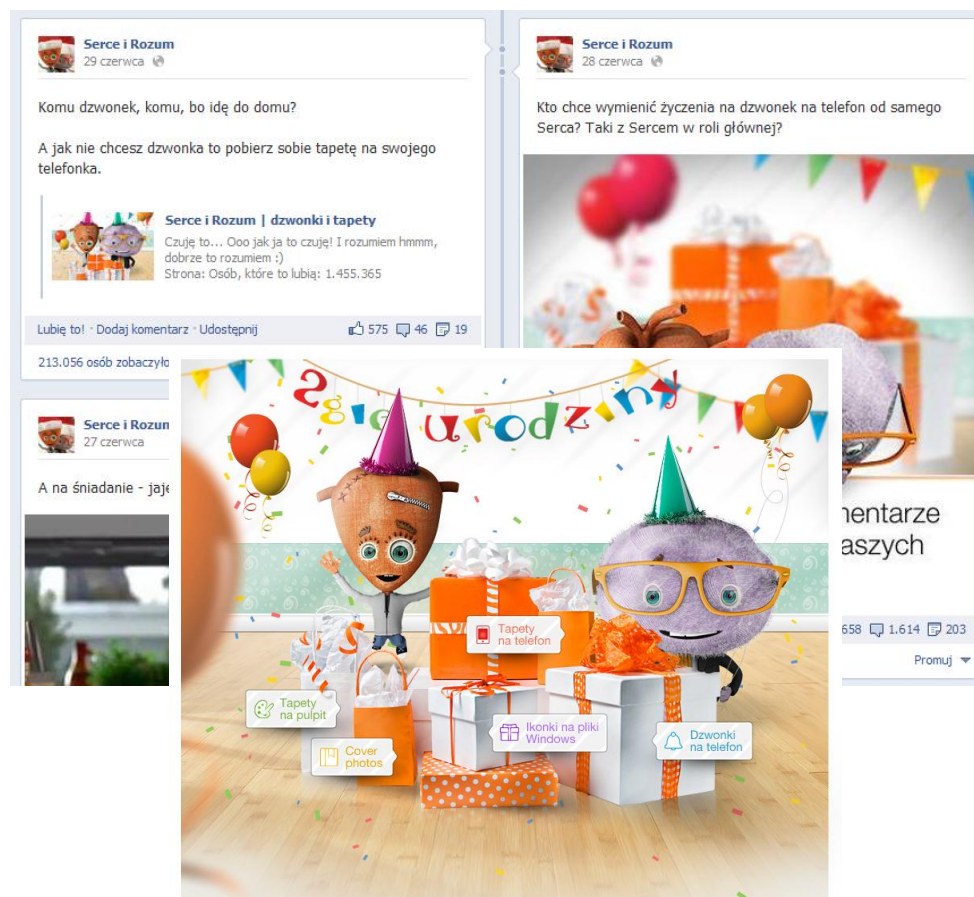 Serce i Rozum
29 czerwca
Komu dzwonek, komu, bo idę do domu?
A jak nie chcesz dzwonka to pobierz sobie tapetę na swojego
telefonka.
Serce i Rozum | dzwonki i tapety
Czuję to... Ooo jak ja to czuję! I rozumiem hmmm,
dobrze to rozumiem :)
Strona: Osób, które to lubią: 1.455.365
Lubię to! · Dodaj komentarz · Udostępnij 575 46 19
213.056 osób zobaczyło
Serce i Rozum
28 czerwca
Kto chce wymienić życzenia na dzwonek na telefon od samego
Serca? Taki z Sercem w roli głównej?
mentarze
aszych
658 1.614 203
Promuj
Serce i Rozum
27 czerwca
A na śniadanie - jaje
2gie urodziny
Tapety
na telefon
Tapety
na pulpit
Cover
photos
Ikonki na pliki
Windows
Dzwonki
na telefon